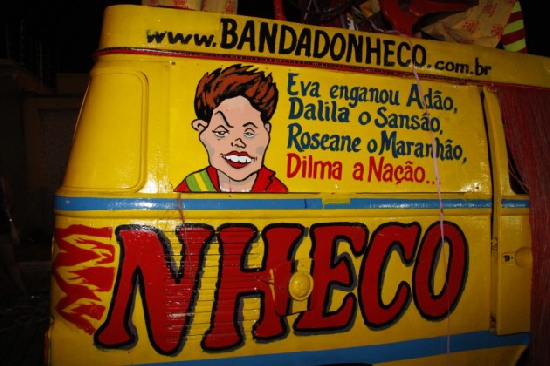 www.BANDADONHECO.com.br
Eva enganou Adão,
Dalila o Sansão,
Roseane o Maranhão,
Dilma a Nação..
NHECO